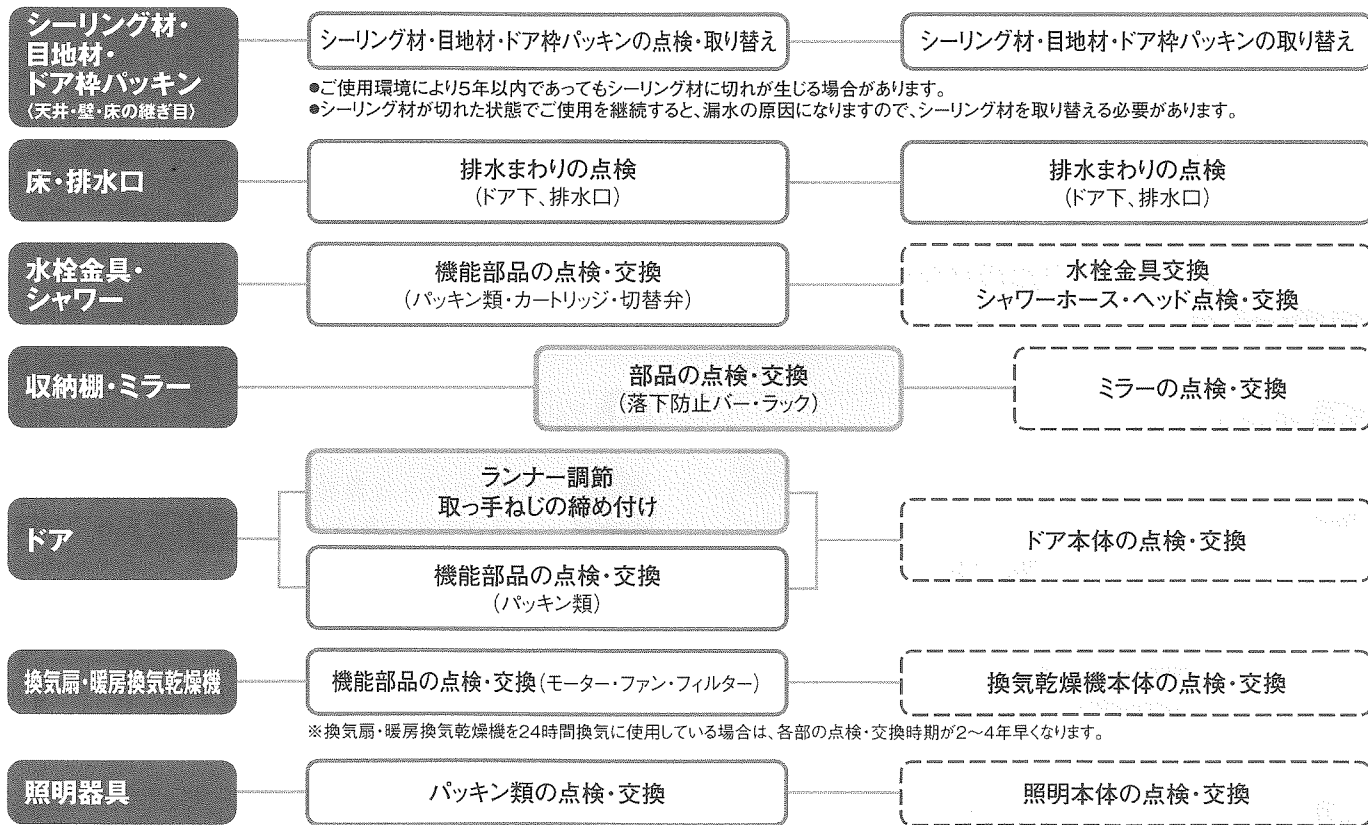 シーリング材・
目地材・
ドア枠パッキン
〈天井・壁・床の継ぎ目〉
シーリング材・目地材・ドア枠パッキンの点検・取り替え
シーリング材・目地材・ドア枠パッキンの取り替え
●ご使用環境により5年以内であってもシーリング材に切れが生じる場合があります。
●シーリング材が切れた状態でご使用を継続すると、漏水の原因になりますので、シーリング材を取り替える必要があります。
床・排水口
排水まわりの点検
(ドア下、排水口)
排水まわりの点検
(ドア下、排水口)
水栓金具・
シャワー
機能部品の点検・交換
(パッキン類・カートリッジ・切替弁)
水栓金具交換
シャワーホース・ヘッド点検・交換
収納棚・ミラー
部品の点検・交換
(落下防止バー・ラック)
ミラーの点検・交換
ドア
ランナー調節
取っ手ねじの締め付け
機能部品の点検・交換
(パッキン類)
ドア本体の点検・交換
換気扇・暖房換気乾燥機
機能部品の点検・交換(モーター・ファン・フィルター)
換気乾燥機本体の点検・交換
※換気扇・暖房換気乾燥機を24時間換気に使用している場合は、各部の点検・交換時期が2〜4年早くなります。
照明器具
パッキン類の点検・交換
照明本体の点検・交換